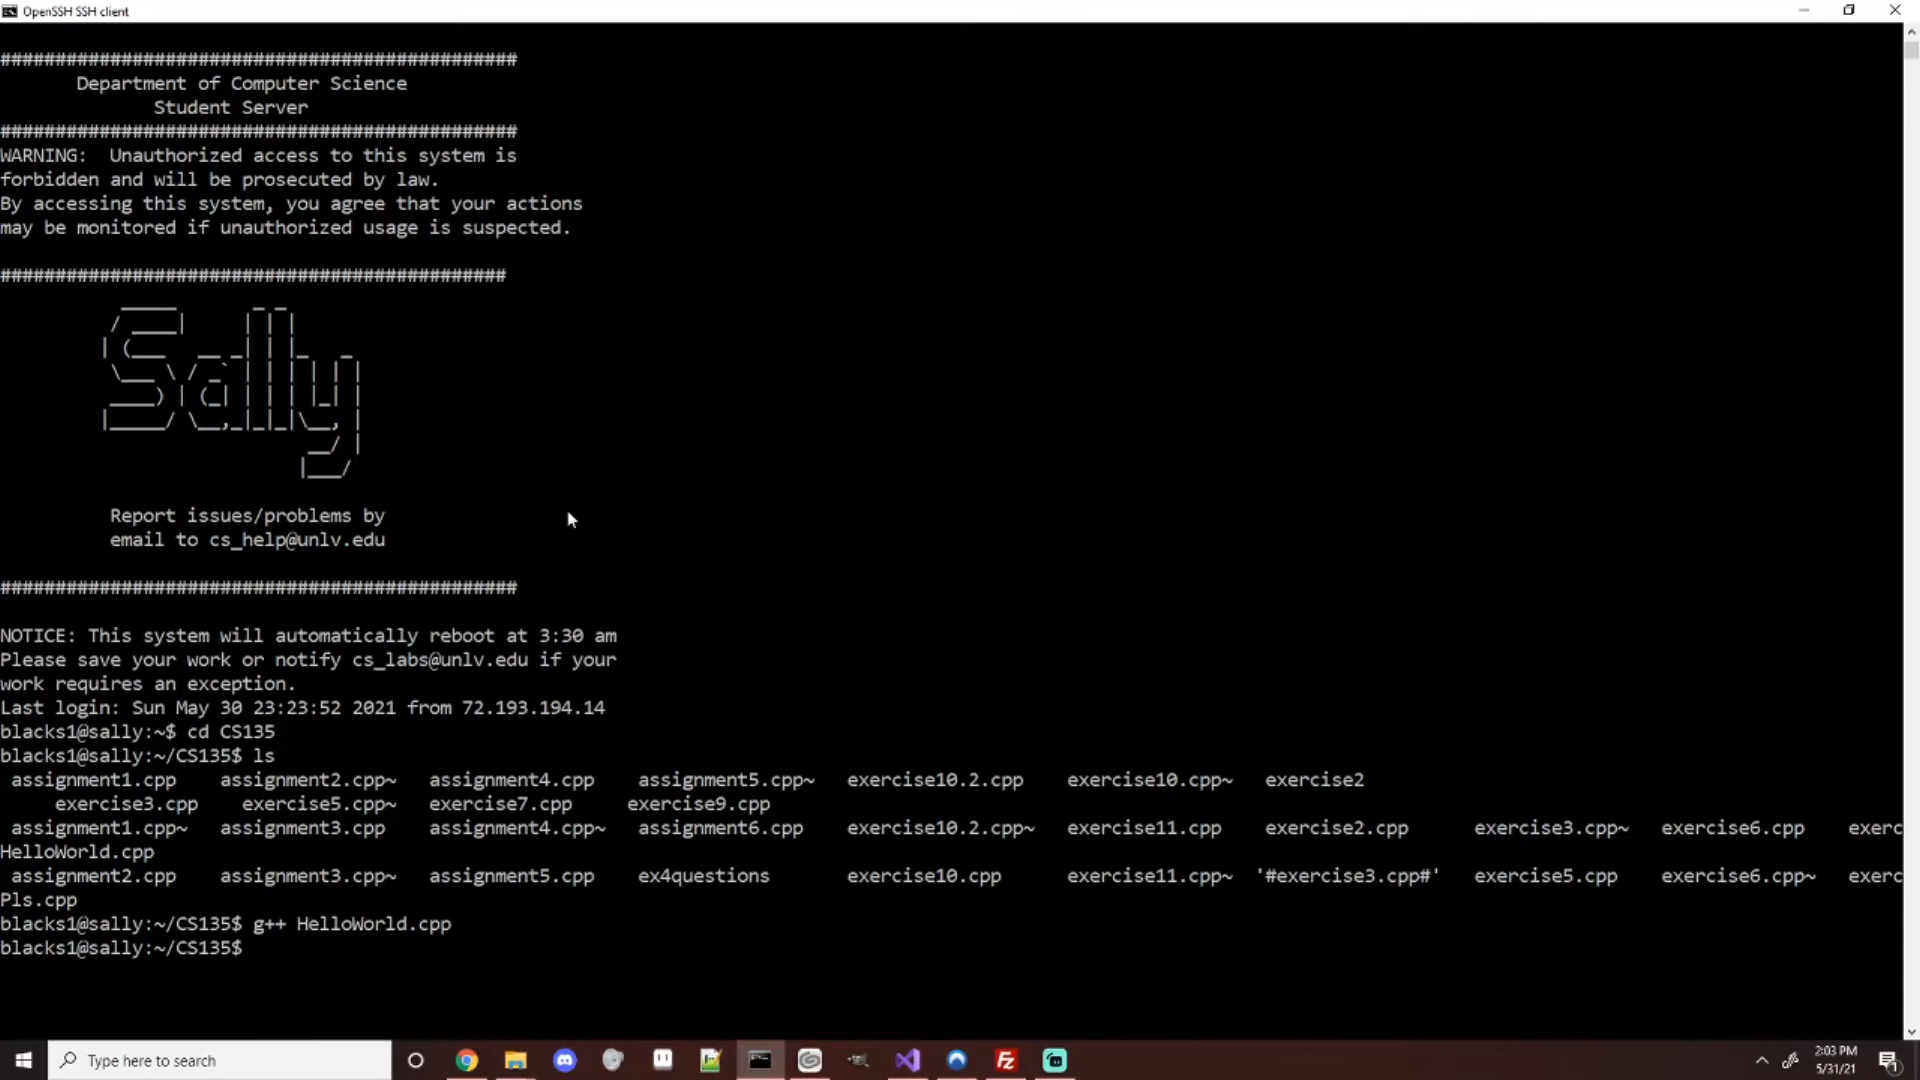 OpenSSH SSH client
###############################################
Department of Computer Science
Student Server
###############################################
WARNING:  Unauthorized access to this system is
forbidden and will be prosecuted by law.
By accessing this system, you agree that your actions
may be monitored if unauthorized usage is suspected.
##############################################
Sally
Report issues/problems by
email to cs_help@unlv.edu
###############################################
NOTICE: This system will automatically reboot at 3:30 am
Please save your work or notify cs_labs@unlv.edu if your
work requires an exception.
Last login: Sun May 30 23:23:52 2021 from 72.193.194.14
blacks1@sally:~$ cd CS135
blacks1@sally:~/CS135$ ls
assignment1.cpp    assignment2.cpp~   assignment4.cpp    assignment5.cpp~   exercise10.2.cpp    exercise10.cpp~   exercise2
exercise3.cpp    exercise5.cpp~   exercise7.cpp     exercise9.cpp
assignment1.cpp~   assignment3.cpp    assignment4.cpp~   assignment6.cpp    exercise10.2.cpp~   exercise11.cpp    exercise2.cpp      exercise3.cpp~   exercise6.cpp    exerc
HelloWorld.cpp
assignment2.cpp    assignment3.cpp~   assignment5.cpp    ex4questions       exercise10.cpp      exercise11.cpp~  '#exercise3.cpp#'   exercise5.cpp    exercise6.cpp~   exerc
Pls.cpp
blacks1@sally:~/CS135$ g++ HelloWorld.cpp
blacks1@sally:~/CS135$
Type here to search
2:03 PM
5/31/21
1